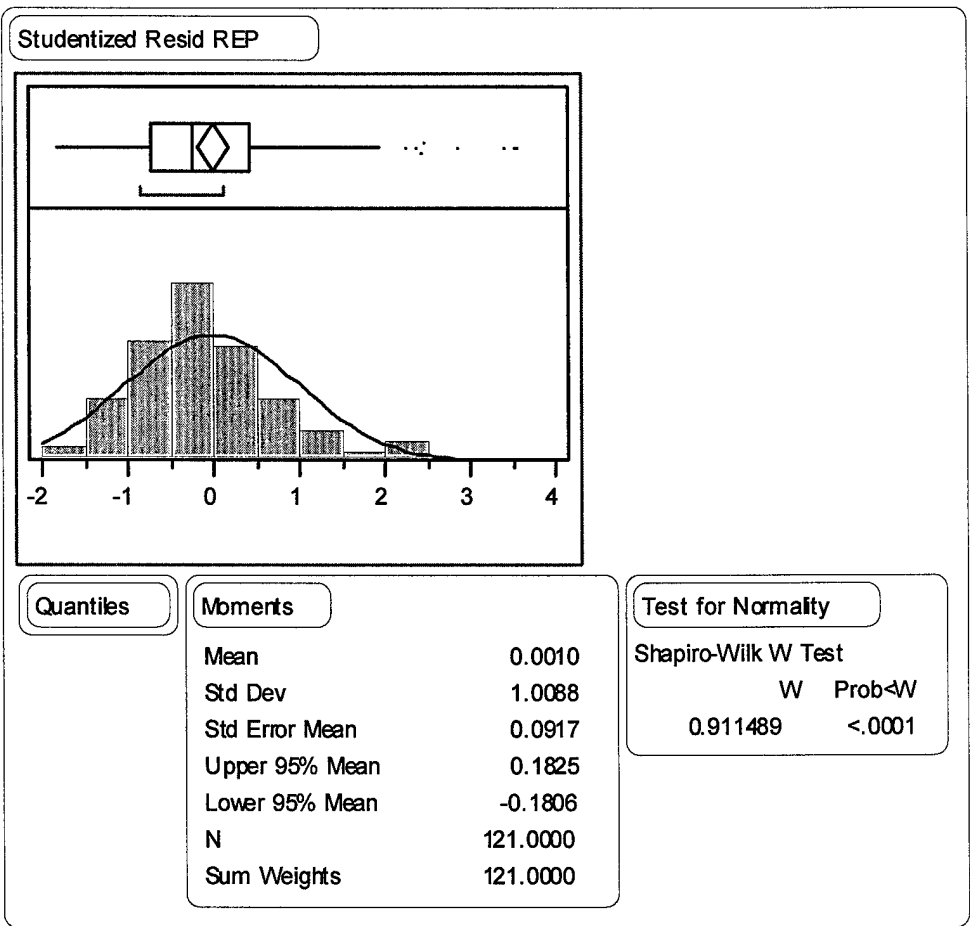 Studentized Resid REP
-2 -1 0 1 2 3 4
Quantiles
Moments
Mean 0.0010
Std Dev 1.0088
Std Error Mean 0.0917
Upper 95% Mean 0.1825
Lower 95% Mean -0.1806
N 121.0000
Sum Weights 121.0000
Test for Normality
Shapiro-Wilk W Test
W Prob<W
0.911489 <.0001